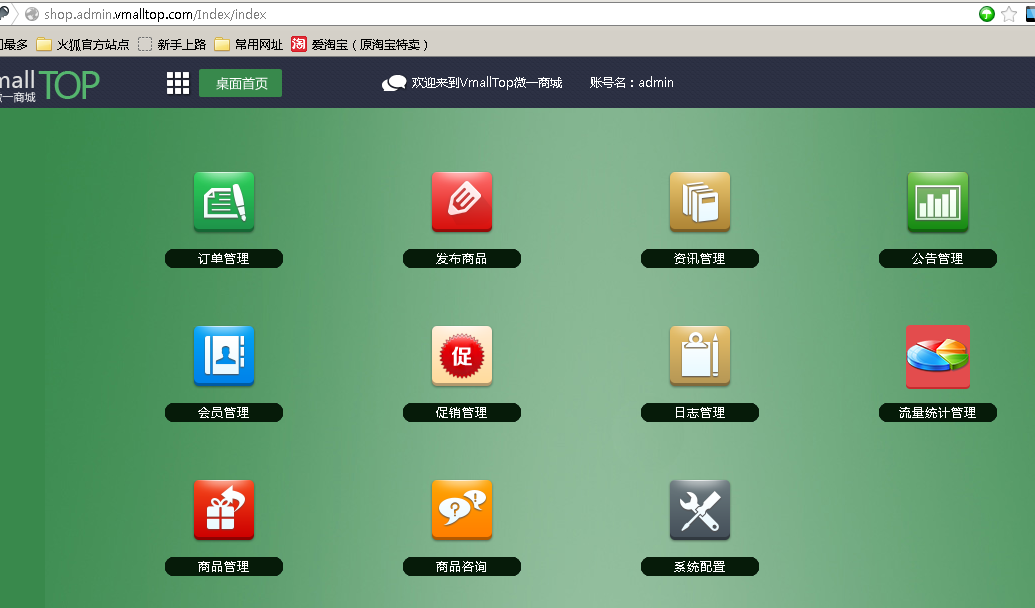 shop.admin.vmalltop.com/Index/index
问最多 火狐官方站点 新手上路 常用网址 淘 爱淘宝（原淘宝特卖）
mall TOP
微一商城
桌面首页
欢迎来到VmallTop微一商城 账号名：admin
订单管理 发布商品 资讯管理 公告管理
促
会员管理 促销管理 日志管理 流量统计管理
商品管理 商品咨询 系统配置